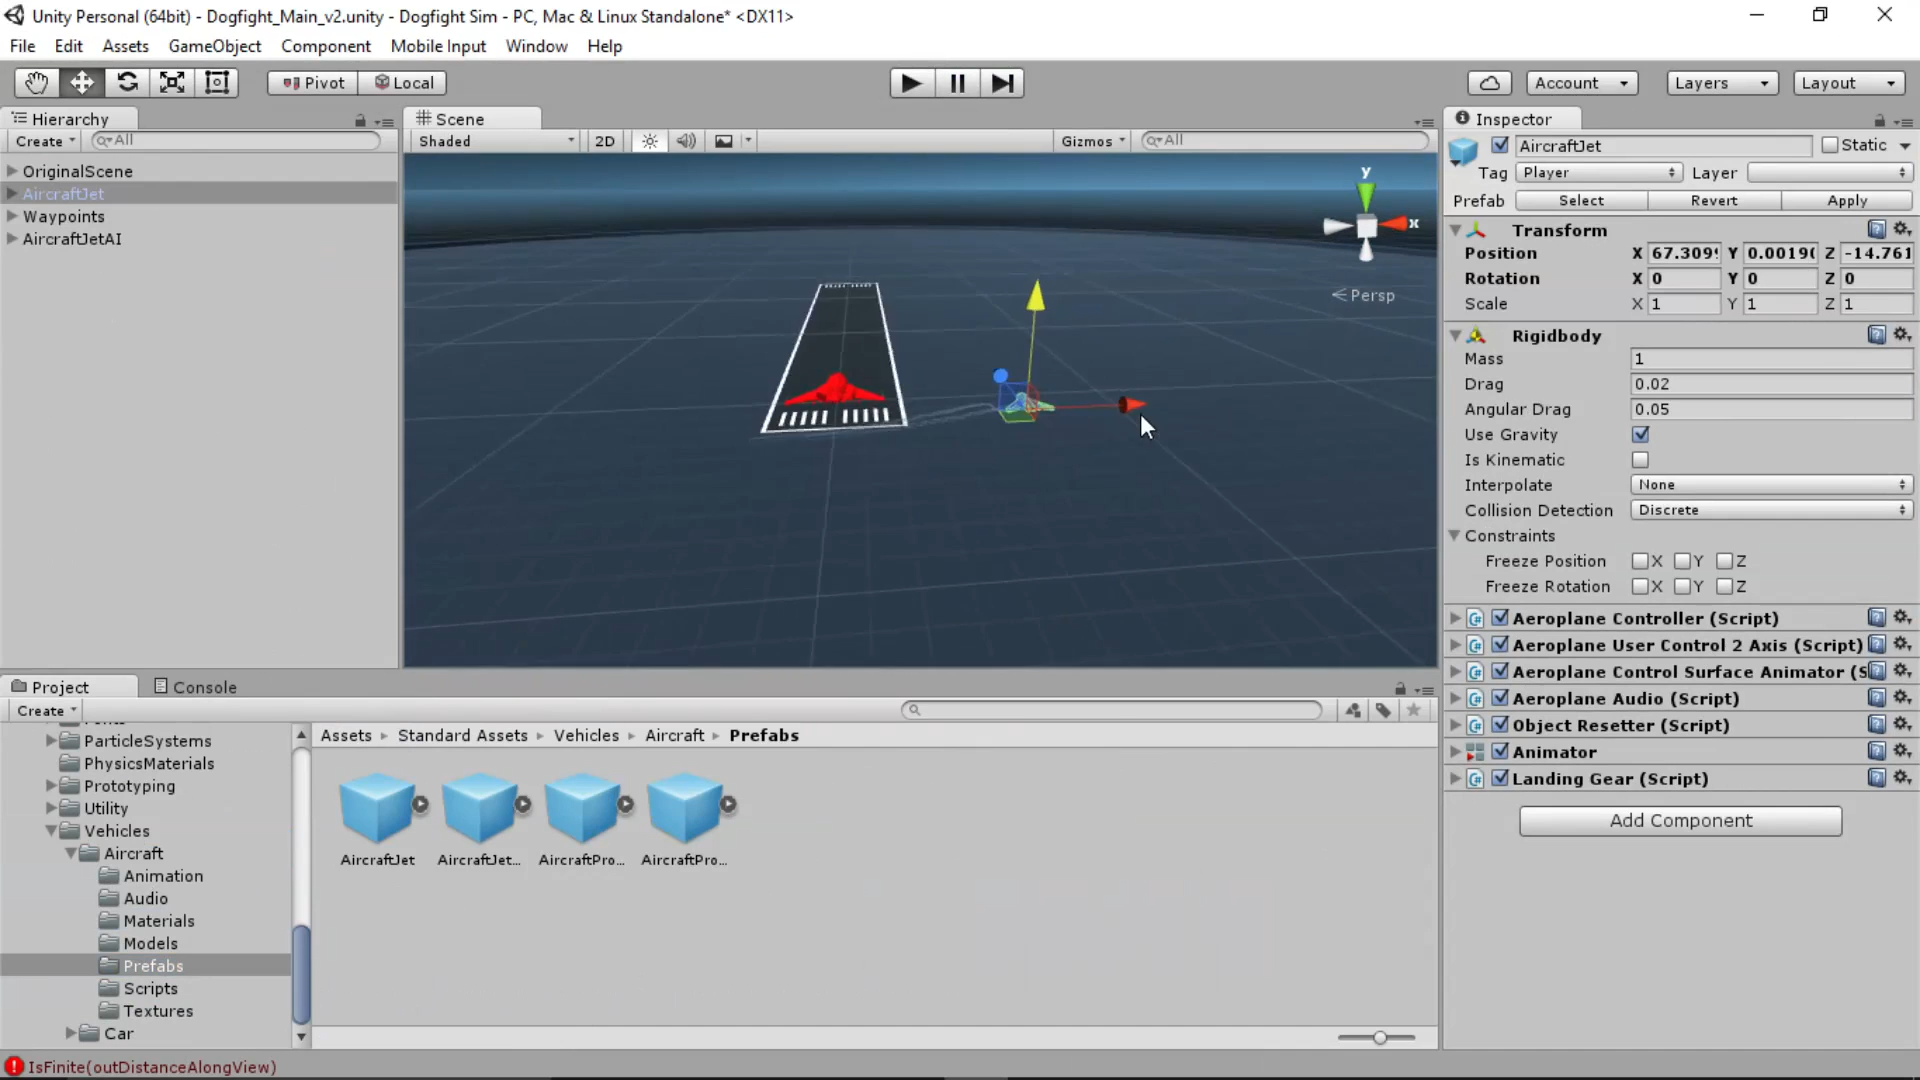 Unity Personal (64bit) - Dogfight_Main_v2.unity - Dogfight Sim - PC, Mac & Linux Standalone* <DX11>
File Edit Assets GameObject Component Mobile Input Window Help
Pivot Local Account Layers Layout
Hierarchy
Create All
OriginalScene
AircraftJet
Waypoints
AircraftJetAI
Scene
Shaded 2D Gizmos All
y
x
Persp
Inspector
AircraftJet Static
Tag Player Layer
Prefab Select Revert Apply
Transform
Position X 67.309 Y 0.0019 Z -14.761
Rotation X 0 Y 0 Z 0
Scale X 1 Y 1 Z 1
Rigidbody
Mass 1
Drag 0.02
Angular Drag 0.05
Use Gravity
Is Kinematic
Interpolate None
Collision Detection Discrete
Constraints
Freeze Position X Y Z
Freeze Rotation X Y Z
Aeroplane Controller (Script)
Aeroplane User Control 2 Axis (Script)
Aeroplane Control Surface Animator (S
Aeroplane Audio (Script)
Object Resetter (Script)
Animator
Landing Gear (Script)
Add Component
Project Console
Create
ParticleSystems
PhysicsMaterials
Prototyping
Utility
Vehicles
Aircraft
Animation
Audio
Materials
Models
Prefabs
Scripts
Textures
Car
Assets Standard Assets Vehicles Aircraft Prefabs
AircraftJet AircraftJet... AircraftPro... AircraftPro...
IsFinite(outDistanceAlongView)